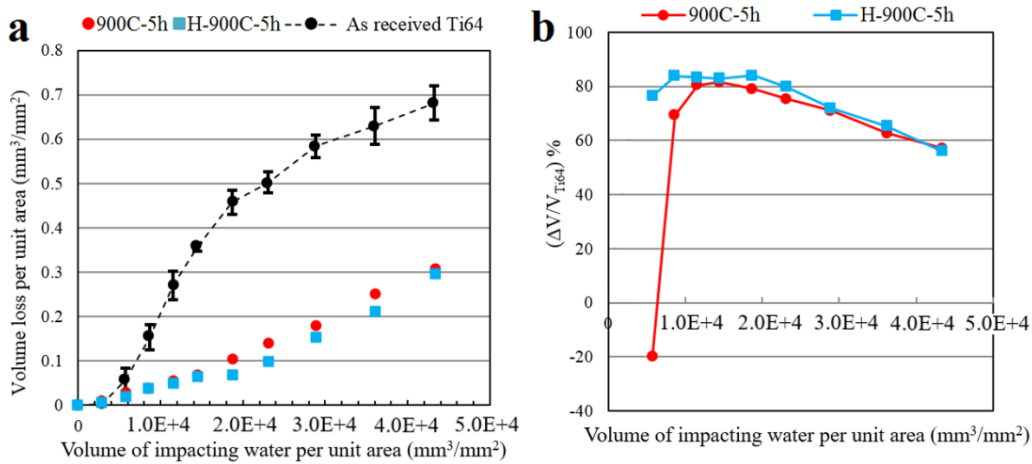 a
900C-5h H-900C-5h As received Ti64
Volume loss per unit area (mm³/mm²)
0.8
0.7
0.6
0.5
0.4
0.3
0.2
0.1
0
0 1.0E+4 2.0E+4 3.0E+4 4.0E+4 5.0E+4
Volume of impacting water per unit area (mm³/mm²)
b
900C-5h H-900C-5h
(ΔV/V_Ti64) %
100
80
60
40
20
0
-20
-40
0 1.0E+4 2.0E+4 3.0E+4 4.0E+4 5.0E+4
Volume of impacting water per unit area (mm³/mm²)